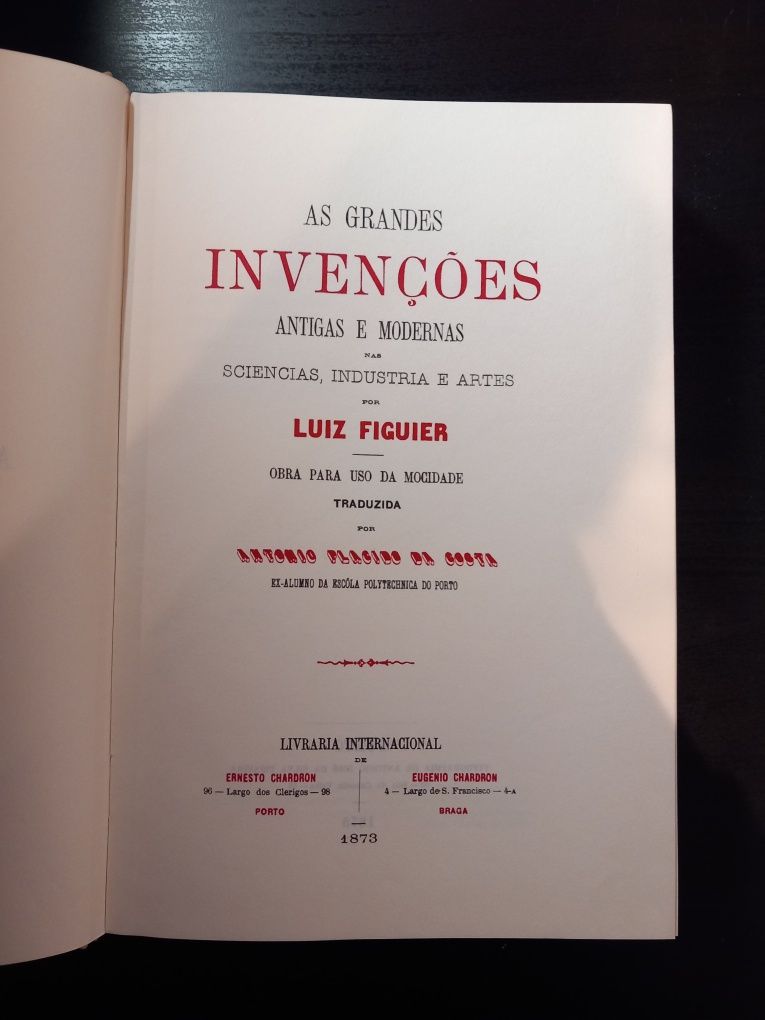 AS GRANDES
INVENÇÕES
ANTIGAS E MODERNAS
NAS
SCIENCIAS, INDUSTRIA E ARTES
POR
LUIZ FIGUIER
OBRA PARA USO DA MOCIDADE
TRADUZIDA
POR
ANTONIO PLACIDO DA COSTA
EX-ALUMNO DA ESCÓLA POLYTECHNICA DO PORTO
LIVRARIA INTERNACIONAL
DE
ERNESTO CHARDRON
96 — Largo dos Clerigos — 98
PORTO
EUGENIO CHARDRON
4 — Largo de S. Francisco — 4-A
BRAGA
1873